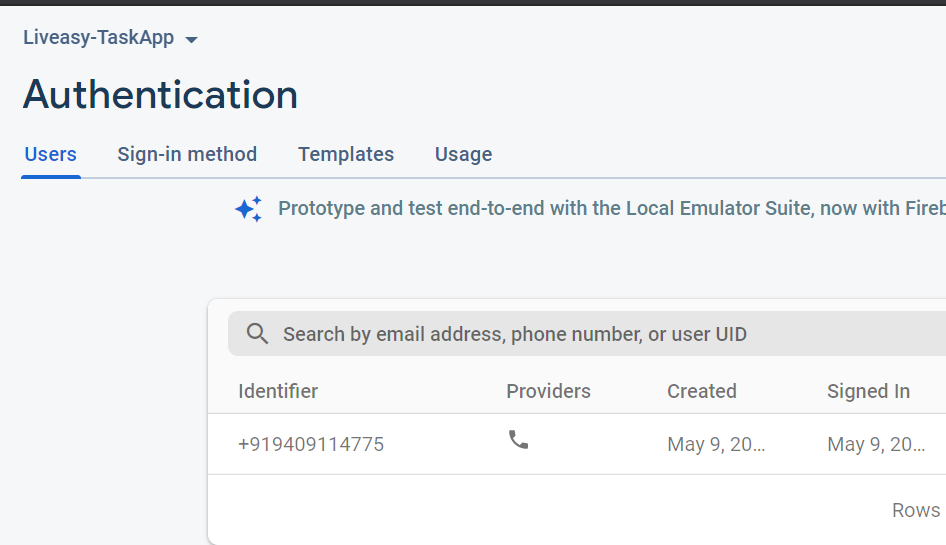 Liveasy-TaskApp
Authentication
Users Sign-in method Templates Usage
Prototype and test end-to-end with the Local Emulator Suite, now with Fireb
Search by email address, phone number, or user UID
Identifier Providers Created Signed In
+919409114775 May 9, 20... May 9, 20...
Rows